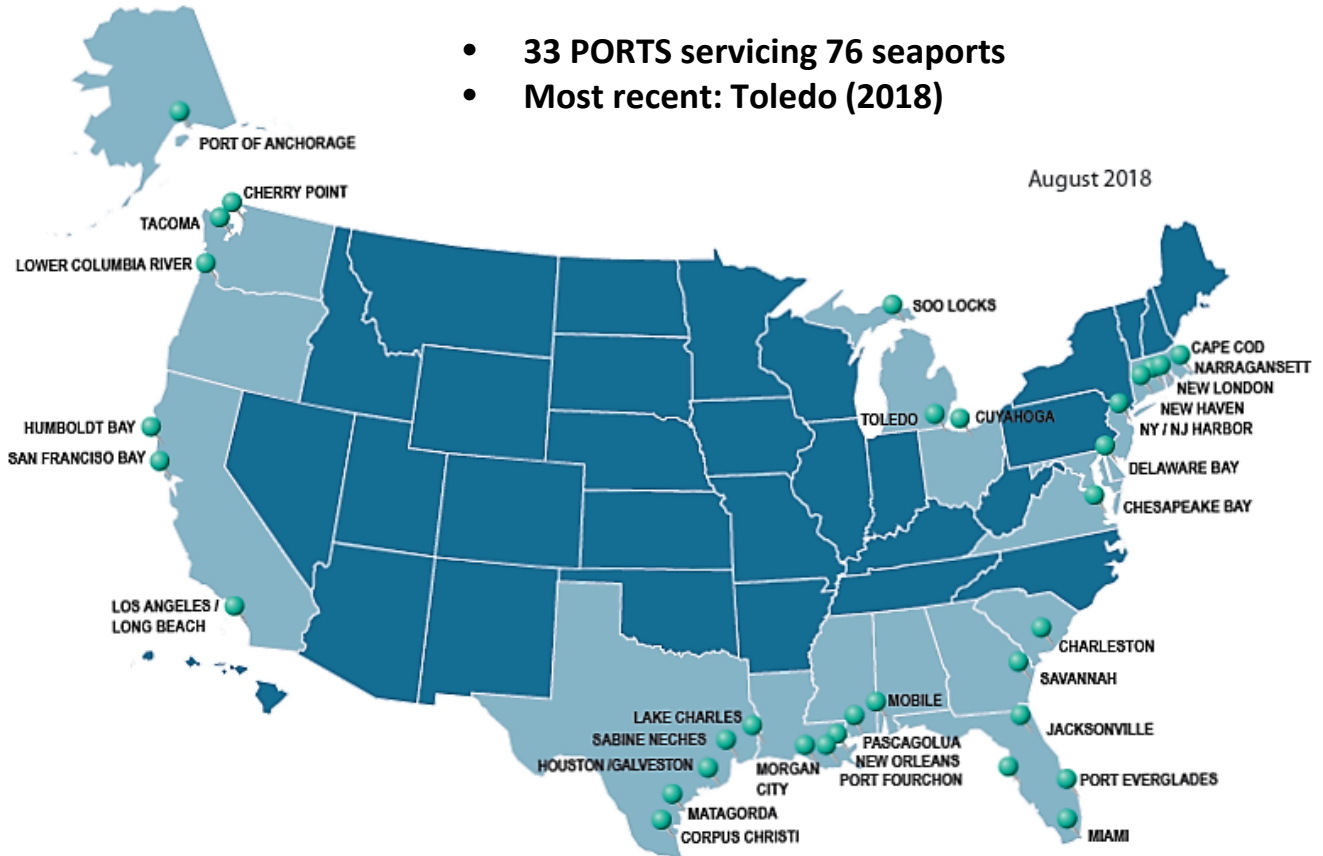 • 33 PORTS servicing 76 seaports
• Most recent: Toledo (2018)
August 2018
PORT OF ANCHORAGE
CHERRY POINT
TACOMA
LOWER COLUMBIA RIVER
SOO LOCKS
CAPE COD
NARRAGANSETT
NEW LONDON
NEW HAVEN
NY / NJ HARBOR
TOLEDO
CUYAHOGA
HUMBOLDT BAY
SAN FRANCISO BAY
DELAWARE BAY
CHESAPEAKE BAY
LOS ANGELES /
LONG BEACH
CHARLESTON
SAVANNAH
LAKE CHARLES
MOBILE
JACKSONVILLE
SABINE NECHES
PASCAGOLUA
HOUSTON /GALVESTON
MORGAN
CITY
NEW ORLEANS
PORT FOURCHON
PORT EVERGLADES
MATAGORDA
CORPUS CHRISTI
MIAMI